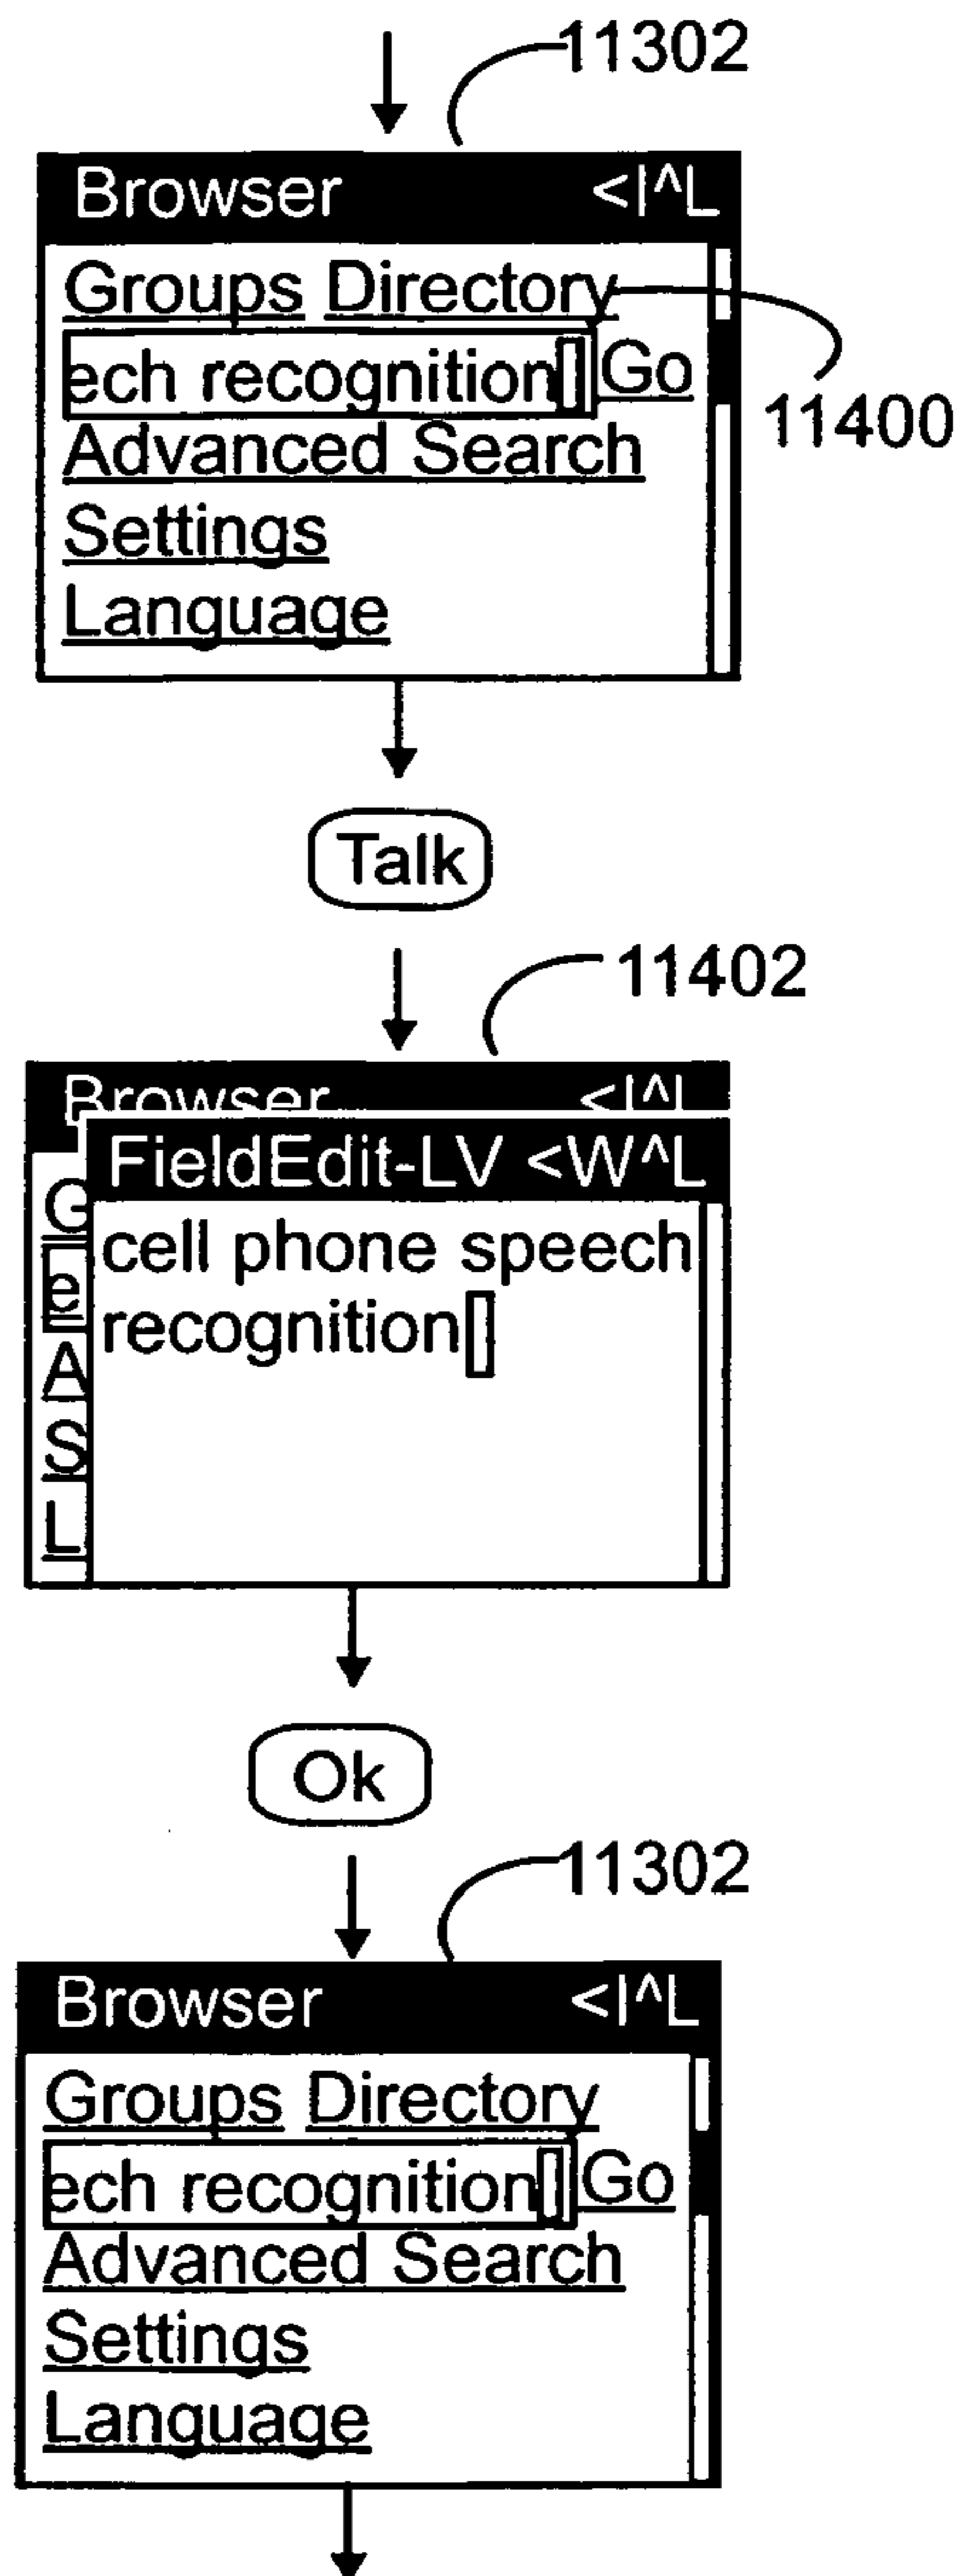 11302
Browser <I^L
Groups Directory
ech recognition Go
11400
Advanced Search
Settings
Language
Talk
11402
Browser <I^L
FieldEdit-LV <W^L
G
cell phone speech
e
recognition
A
S
L
Ok
11302
Browser <I^L
Groups Directory
ech recognition Go
Advanced Search
Settings
Language